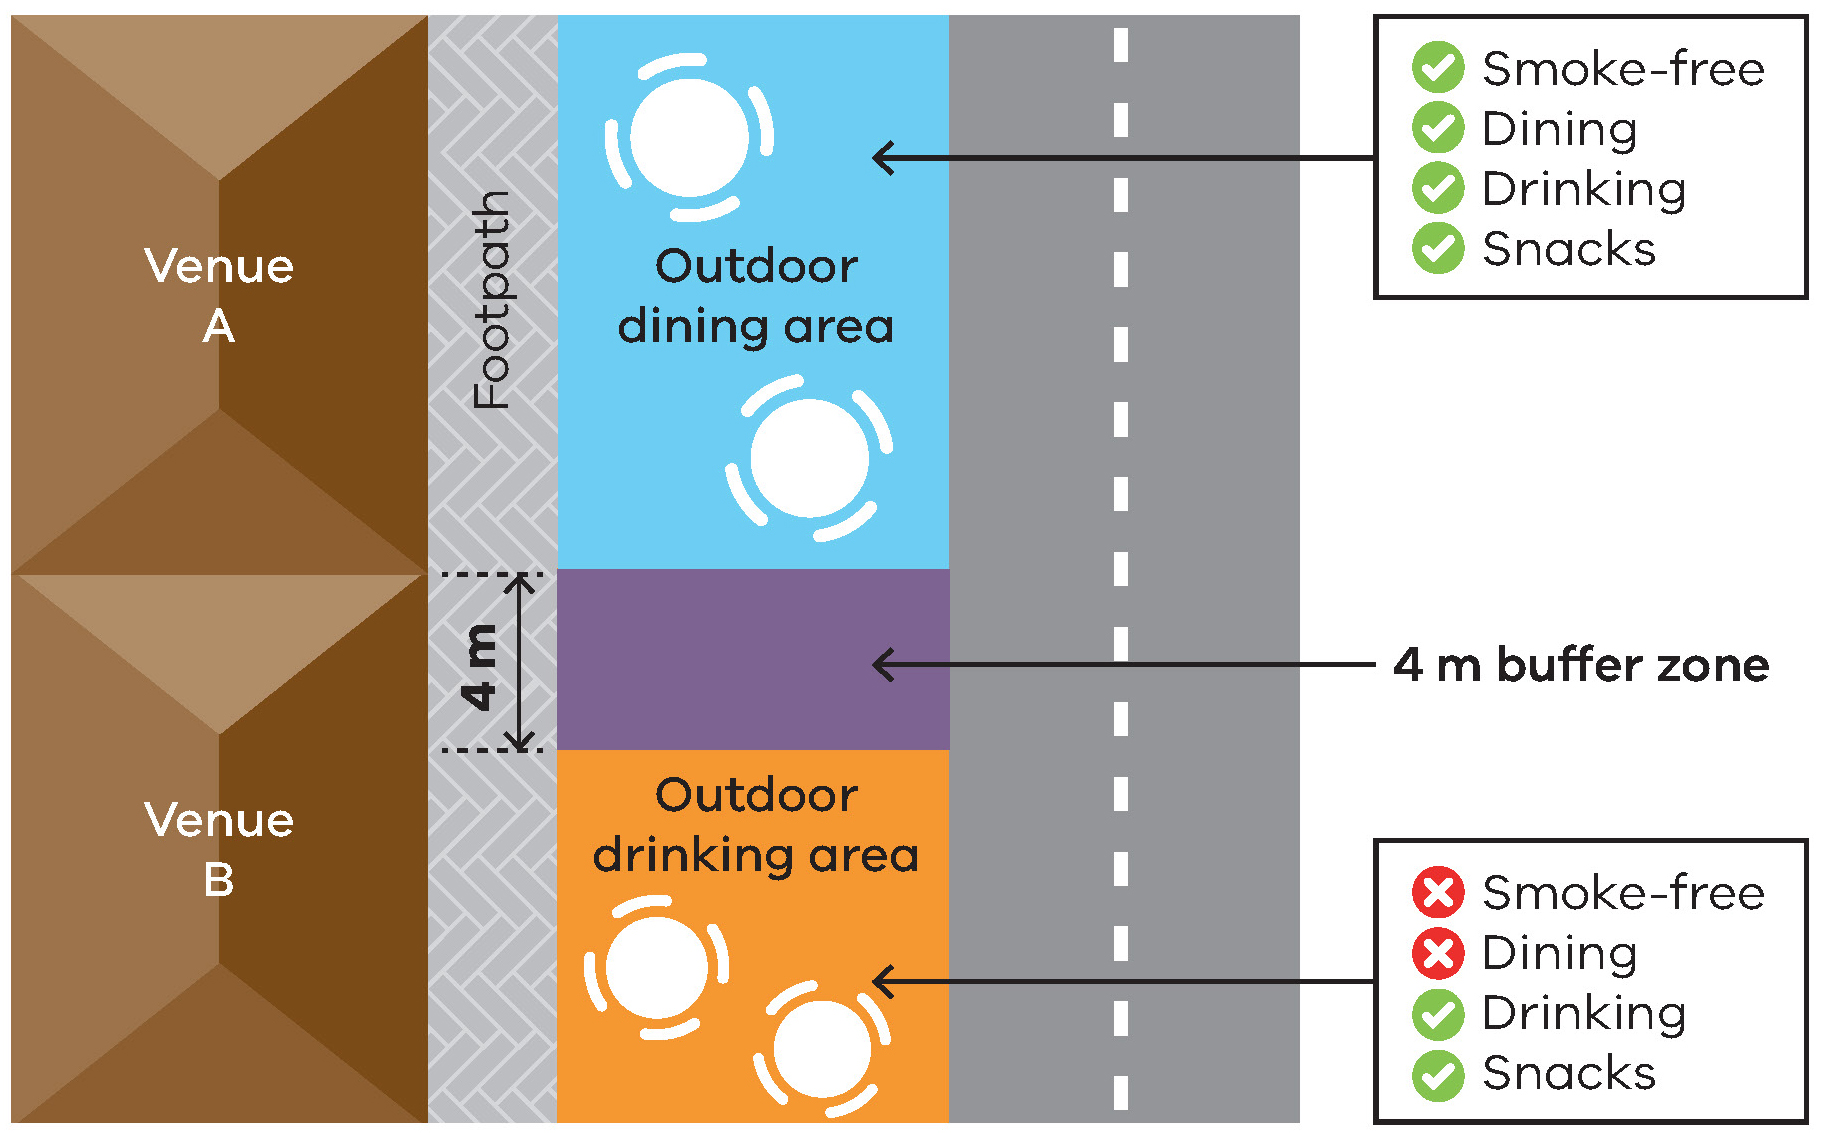 Venue
A
Footpath
Outdoor
dining area
Smoke-free
Dining
Drinking
Snacks
4 m
4 m buffer zone
Venue
B
Outdoor
drinking area
Smoke-free
Dining
Drinking
Snacks